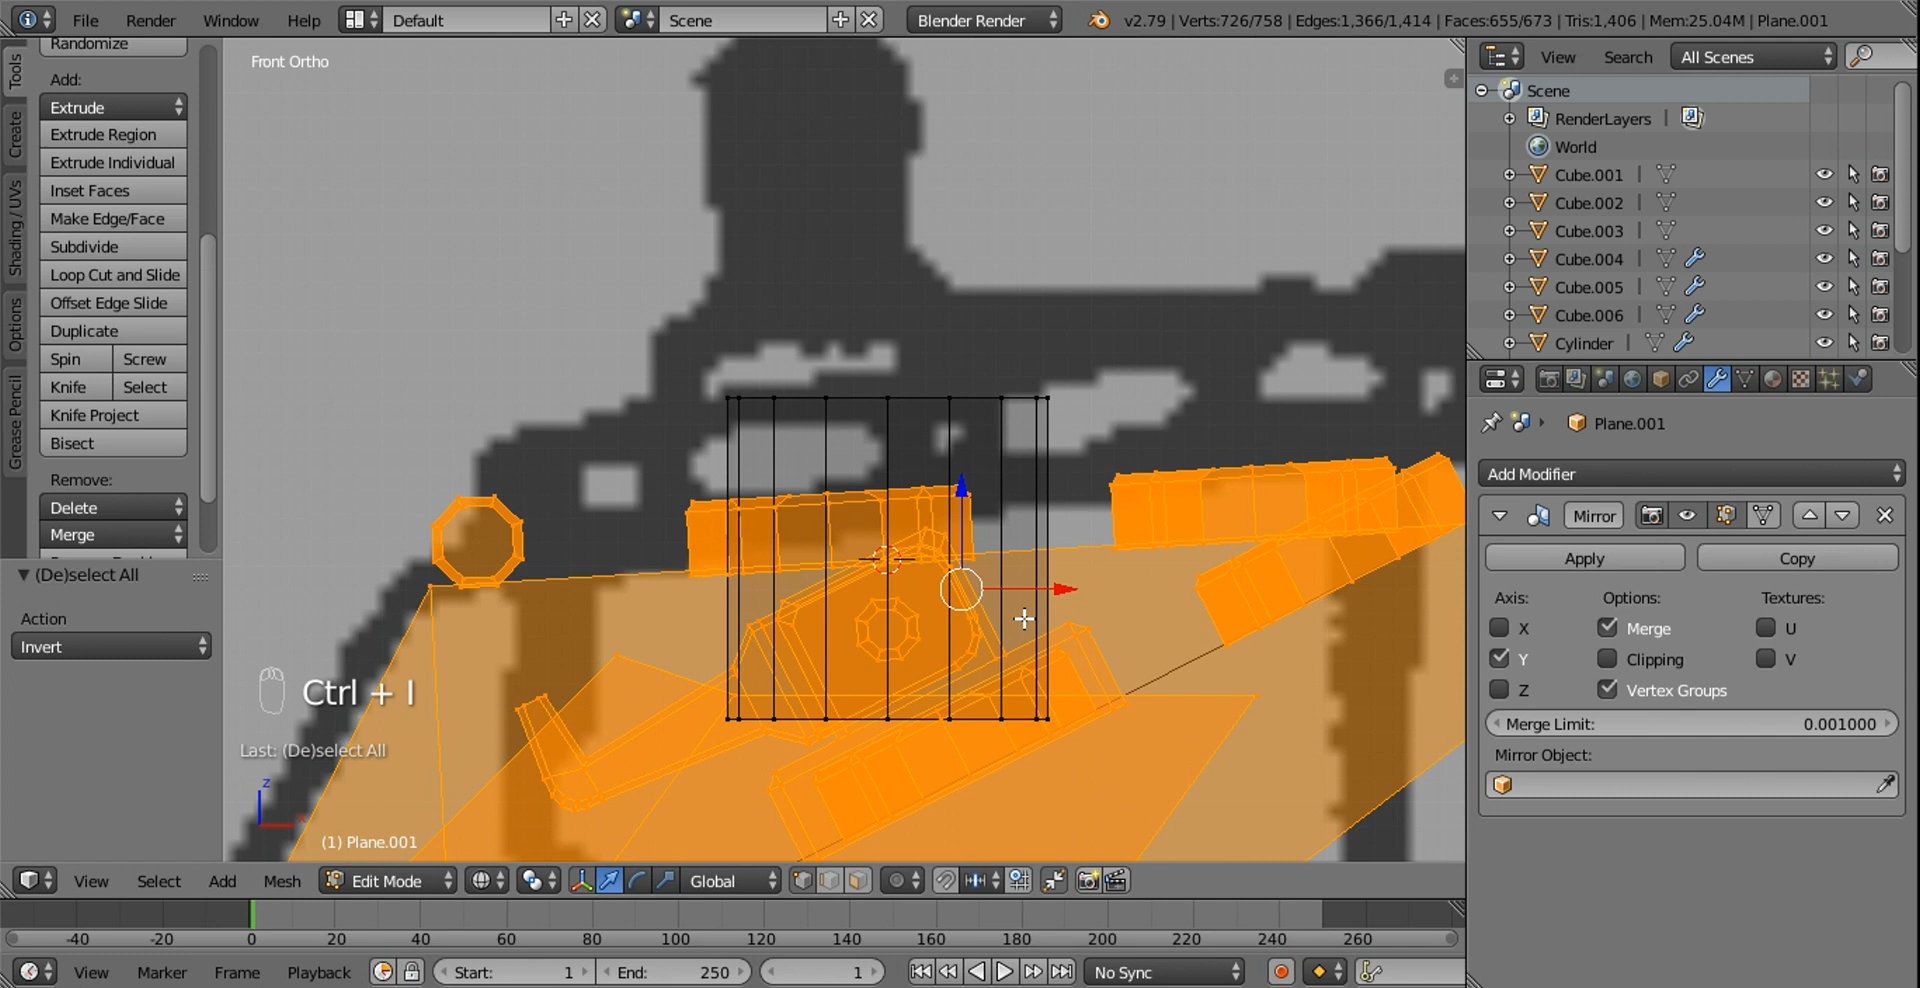 File Render Window Help Default Scene Blender Render v2.79 | Verts:726/758 | Edges:1,366/1,414 | Faces:655/673 | Tris:1,406 | Mem:25.04M | Plane.001
Tools
Create
Shading / UVs
Options
Grease Pencil
Randomize
Add:
Extrude
Extrude Region
Extrude Individual
Inset Faces
Make Edge/Face
Subdivide
Loop Cut and Slide
Offset Edge Slide
Duplicate
Spin Screw
Knife Select
Knife Project
Bisect
Remove:
Delete
Merge
(De)select All
Action
Invert
Front Ortho
Ctrl + I
Last: (De)select All
z
x
(1) Plane.001
View Select Add Mesh Edit Mode Global
-40 -20 0 20 40 60 80 100 120 140 160 180 200 220 240 260
View Marker Frame Playback Start: 1 End: 250 1 No Sync
View Search All Scenes
Scene
RenderLayers |
World
Cube.001 |
Cube.002 |
Cube.003 |
Cube.004 |
Cube.005 |
Cube.006 |
Cylinder |
Plane.001
Add Modifier
Mirror
Apply Copy
Axis: Options: Textures:
X Merge U
Y Clipping V
Z Vertex Groups
Merge Limit: 0.001000
Mirror Object: